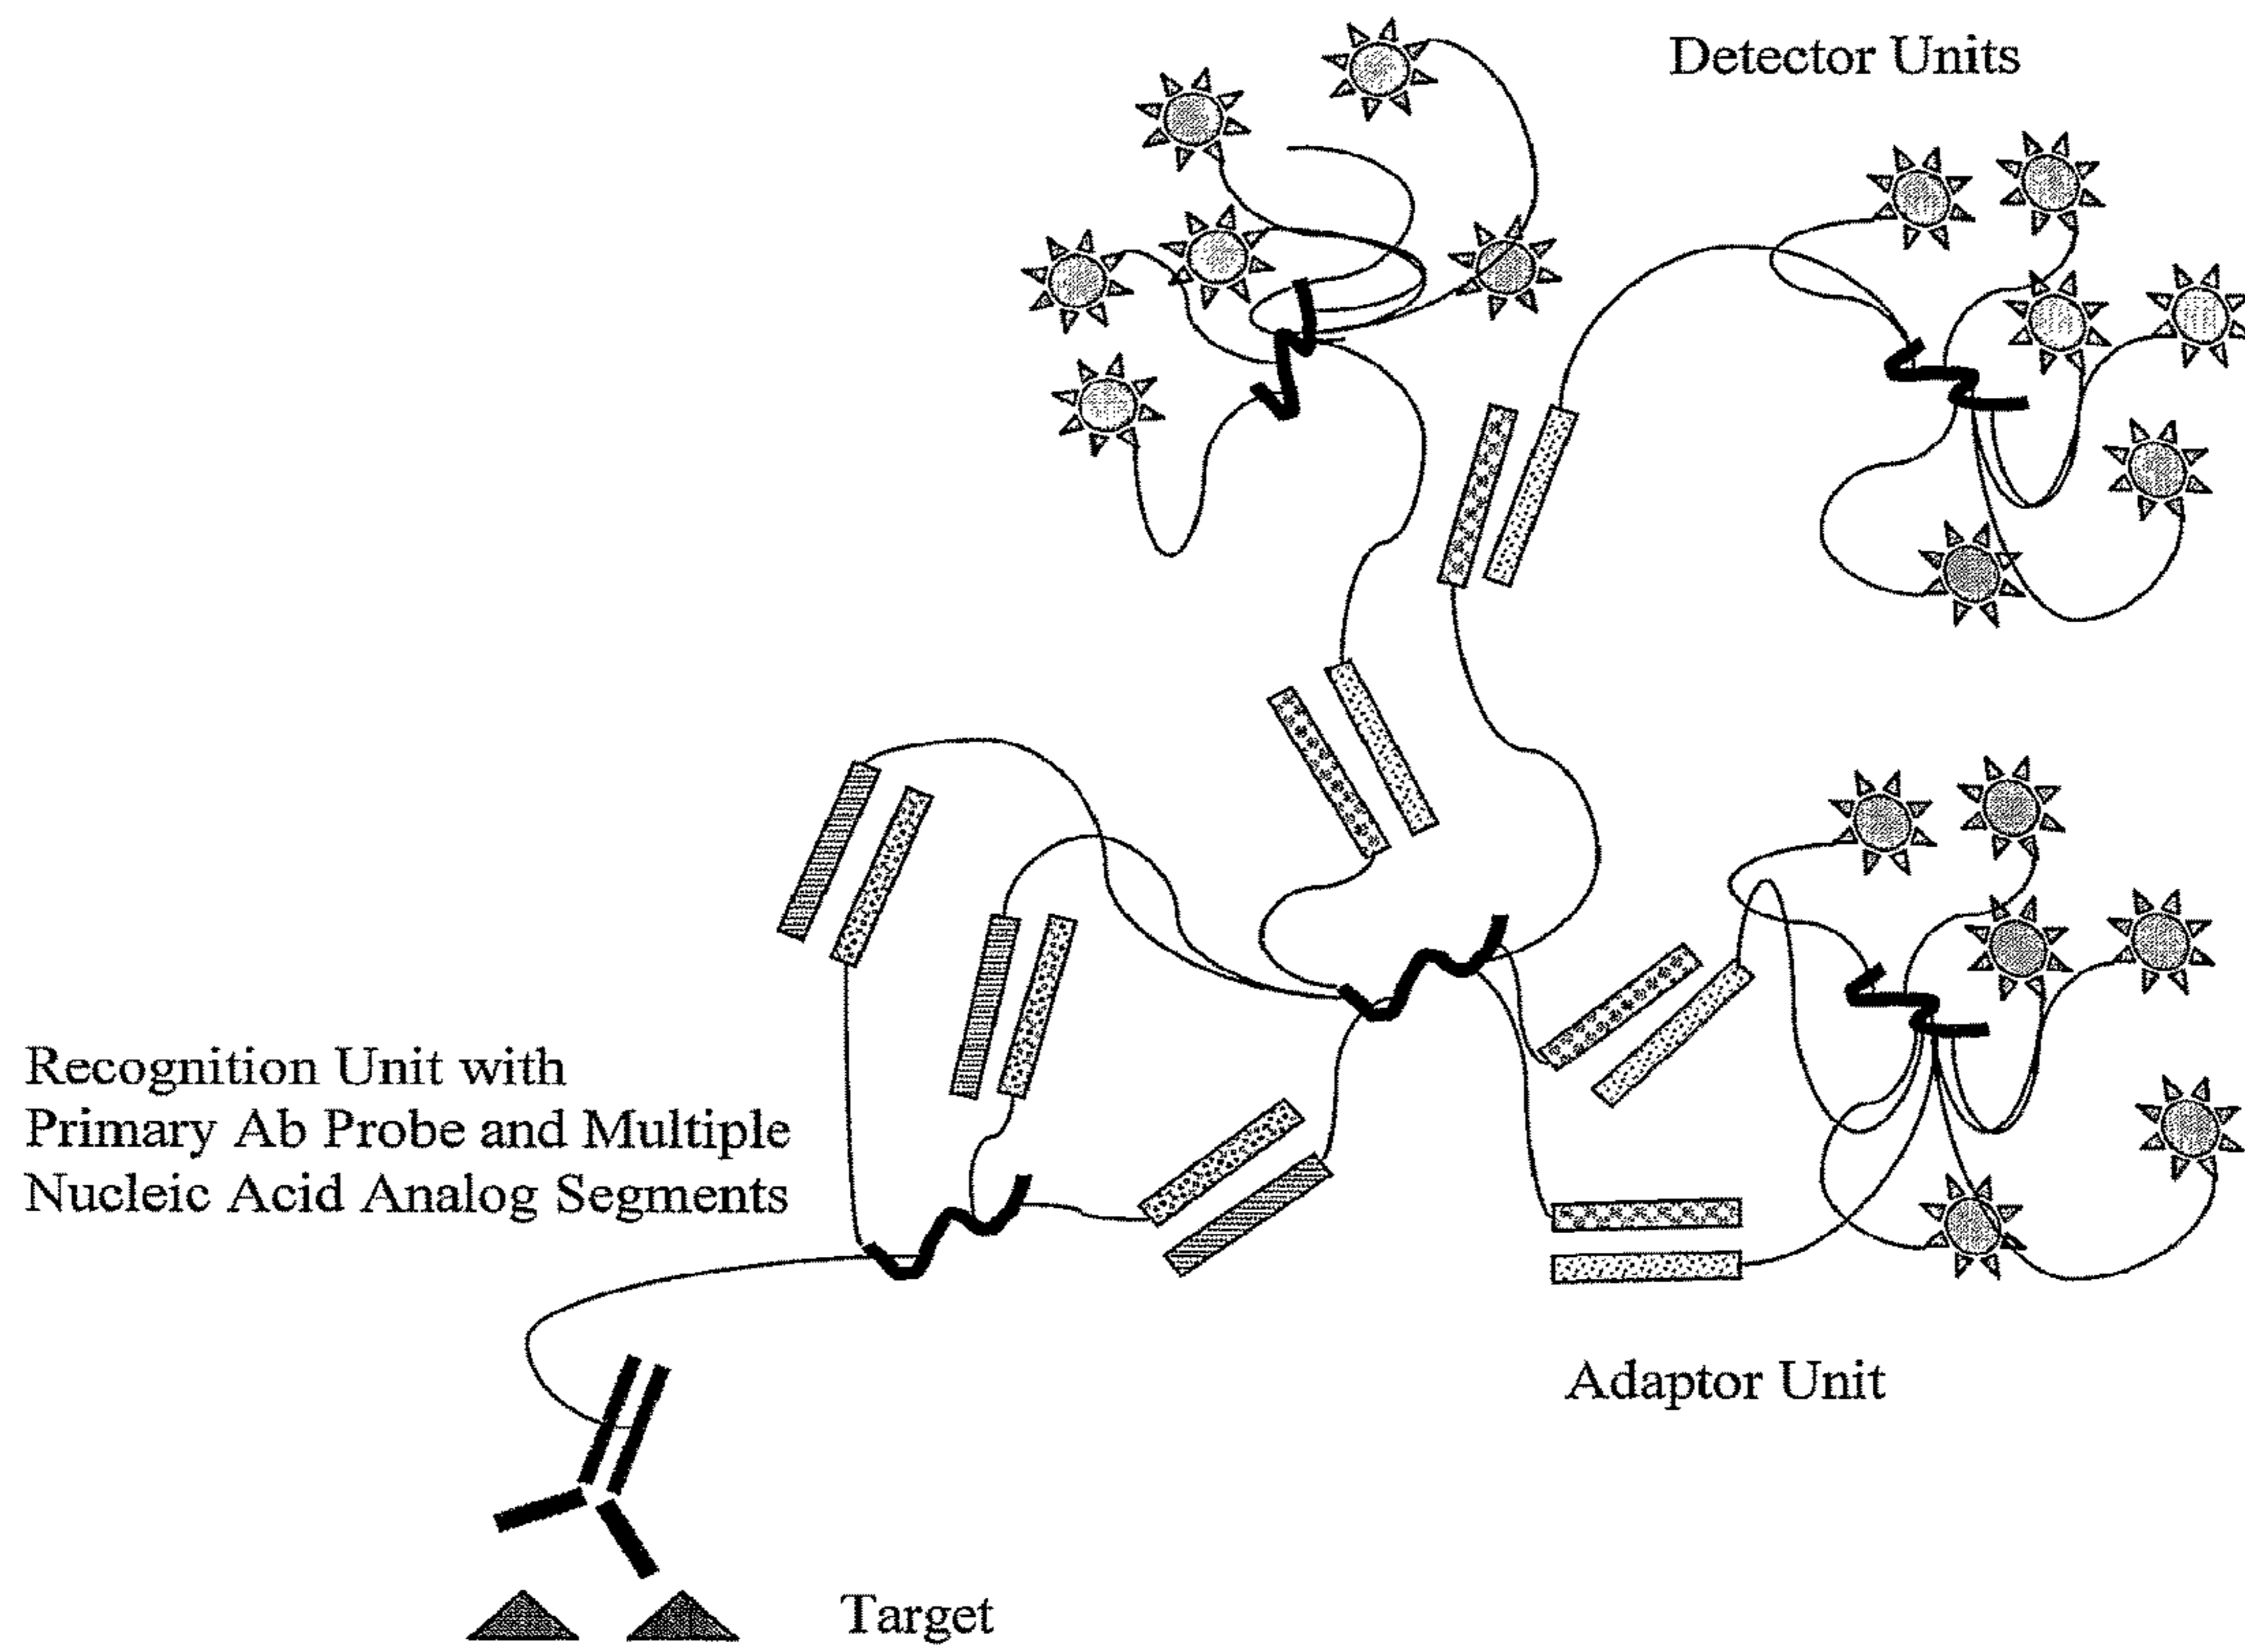 Detector Units
Recognition Unit with
Primary Ab Probe and Multiple
Nucleic Acid Analog Segments
Adaptor Unit
Target